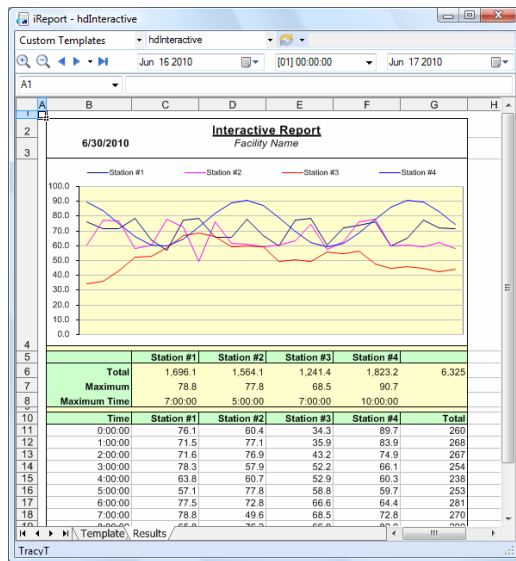 iReport - hdInteractive
Custom Templates hdInteractive
Jun 16 2010 [01] 00:00:00 Jun 17 2010
A1
A B C D E F G H
1
2 Interactive Report
6/30/2010 Facility Name
3
Station #1 Station #2 Station #3 Station #4
100.0
90.0
80.0
70.0
60.0
50.0
40.0
30.0
20.0
10.0
0.0
4
5 Station #1 Station #2 Station #3 Station #4
6 Total 1,696.1 1,564.1 1,241.4 1,823.2 6,325
7 Maximum 78.8 77.8 68.5 90.7
8 Maximum Time 7:00:00 5:00:00 7:00:00 10:00:00
10 Time Station #1 Station #2 Station #3 Station #4 Total
11 0:00:00 76.1 60.4 34.3 89.7 260
12 1:00:00 71.5 77.1 35.9 83.9 268
13 2:00:00 71.6 76.9 43.2 74.9 267
14 3:00:00 78.3 57.9 52.2 66.1 254
15 4:00:00 63.8 60.7 52.9 60.3 238
16 5:00:00 57.1 77.8 58.8 59.7 253
17 6:00:00 77.5 72.8 66.6 64.4 281
18 7:00:00 78.8 49.6 68.5 72.8 270
Template Results
TracyT